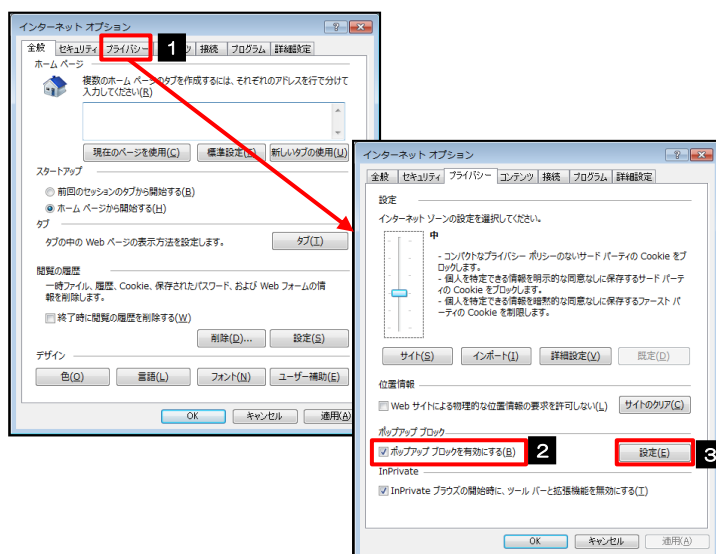 インターネット オプション
全般 セキュリティ プライバシー 1 接続 プログラム 詳細設定
ホーム ページ
複数のホーム ページのタブを作成するには、それぞれのアドレスを行で分けて
入力してください(R)
現在のページを使用(C) 標準設定 新しいタブの使用(U)
スタートアップ
前回のセッションのタブから開始する(B)
ホーム ページから開始する(H)
タブ
タブの中の Web ページの表示方法を設定します。 タブ(T)
閲覧の履歴
一時ファイル、履歴、Cookie、保存されたパスワード、および Web フォームの情
報を削除します。
終了時に閲覧の履歴を削除する(W)
削除(D)... 設定(S)
デザイン
色(O) 言語(L) フォント(N) ユーザー補助(E)
OK キャンセル 適用(A)
インターネット オプション
全般 セキュリティ プライバシー コンテンツ 接続 プログラム 詳細設定
設定
インターネット ゾーンの設定を選択してください。
中
- コンパクトなプライバシー ポリシーのないサード パーティの Cookie をブ
ロックします。
- 個人を特定できる情報を明示的な同意なしに保存するサード パーテ
ィの Cookie をブロックします。
- 個人を特定できる情報を暗黙的な同意なしに保存するファースト パ
ーティの Cookie を制限します。
サイト(S) インポート(I) 詳細設定(V) 既定(D)
位置情報
Web サイトによる物理的な位置情報の要求を許可しない(L) サイトのクリア(C)
ポップアップ ブロック
ポップアップ ブロックを有効にする(B) 2 設定(E) 3
InPrivate
InPrivate ブラウズの開始時に、ツール バーと拡張機能を無効にする(T)
OK キャンセル 適用(A)